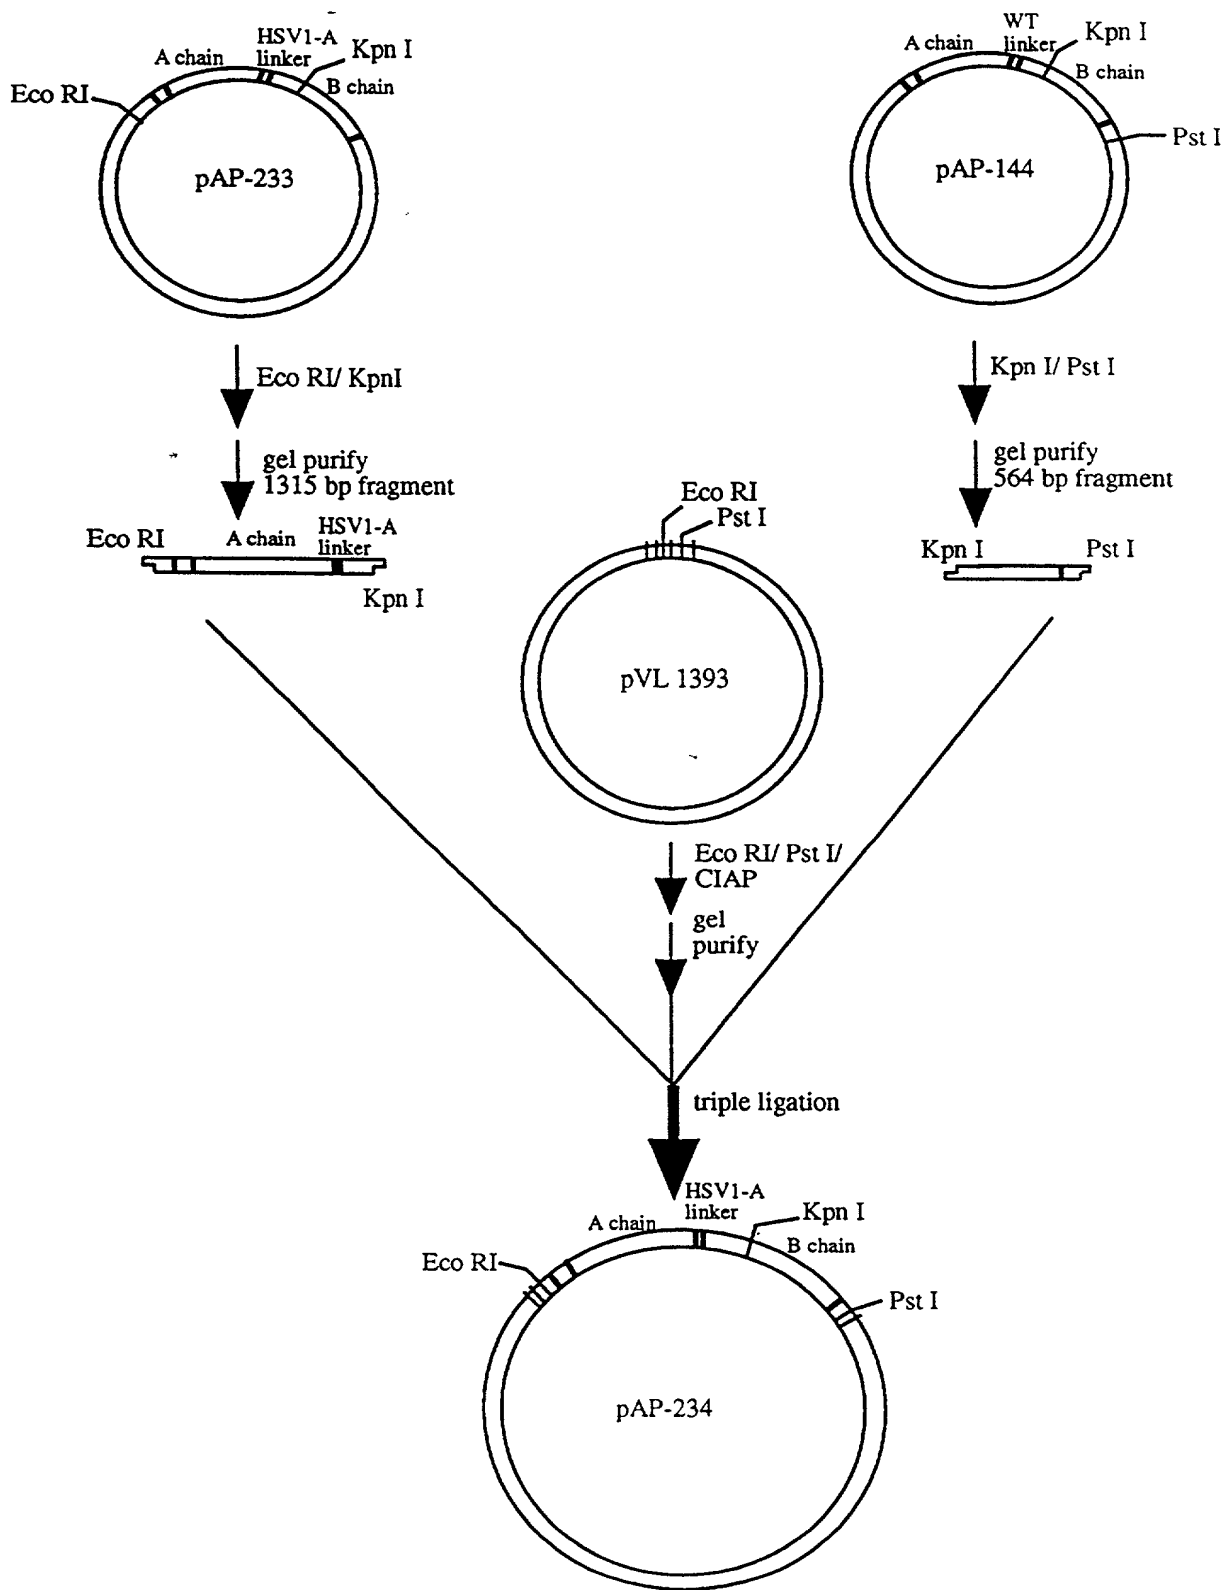 HSV1-A
linker
A chain
Kpn I
B chain
Eco RI
pAP-233
WT
linker
A chain
Kpn I
B chain
Pst I
pAP-144
Eco RI/ KpnI
gel purify
1315 bp fragment
Kpn I/ Pst I
gel purify
564 bp fragment
Eco RI
A chain
HSV1-A
linker
Kpn I
Eco RI
Pst I
pVL 1393
Kpn I
Pst I
Eco RI/ Pst I/
CIAP
gel
purify
triple ligation
HSV1-A
linker
A chain
Kpn I
B chain
Eco RI
Pst I
pAP-234